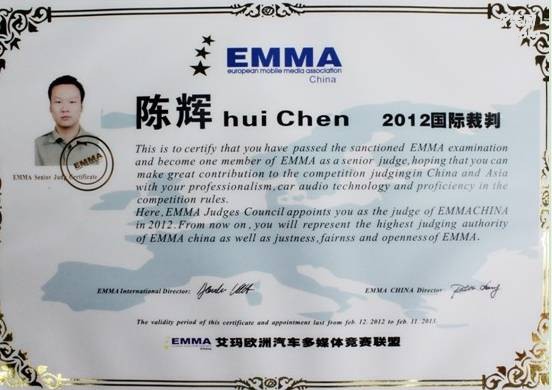 EMMA
european mobile media association
China
陈辉 hui Chen 2012国际裁判
EMMA
EMMA Senior Judg Certificate
This is to certify that you have passed the sanctioned EMMA examination
and become one member of EMMA as a senior judge, hoping that you can
make great contribution to the competition judging in China and Asia
with your professionalism, car audio technology and proficiency in the
competition rules.
Here, EMMA Judges Council appoints you as the judge of EMMACHINA
in 2012. From now on, you will represent the highest judging authority
of EMMA china as well as justness, fairnss and openness of EMMA.
EMMA International Director: EMMA CHINA Director:
The validity period of this certificate and appointment last from feb. 12. 2012 to feb. 11. 2013.
EMMA 艾玛欧洲汽车多媒体竞赛联盟
China